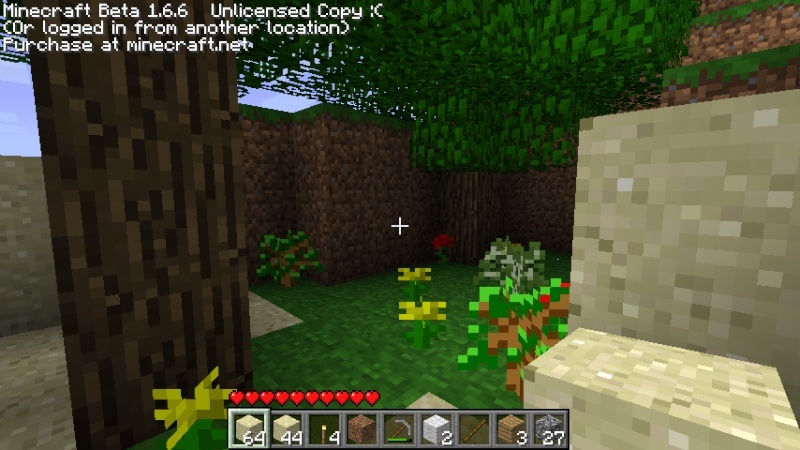 Minecraft Beta 1.6.6 Unlicensed Copy :(
(Or logged in from another location)
Purchase at minecraft.net
64 44 4 2 3 27